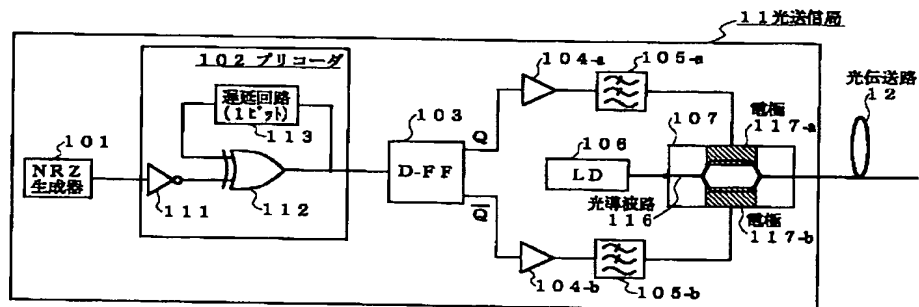 11光送信局
102 プリコーダ
遅延回路
(1ビット)
113
101
NRZ
生成器
111
112
103
D-FF
Q
Q
104-a
105-a
106
LD
107
光導波路
116
電極
117-a
電極
117-b
104-b
105-b
光伝送路
12